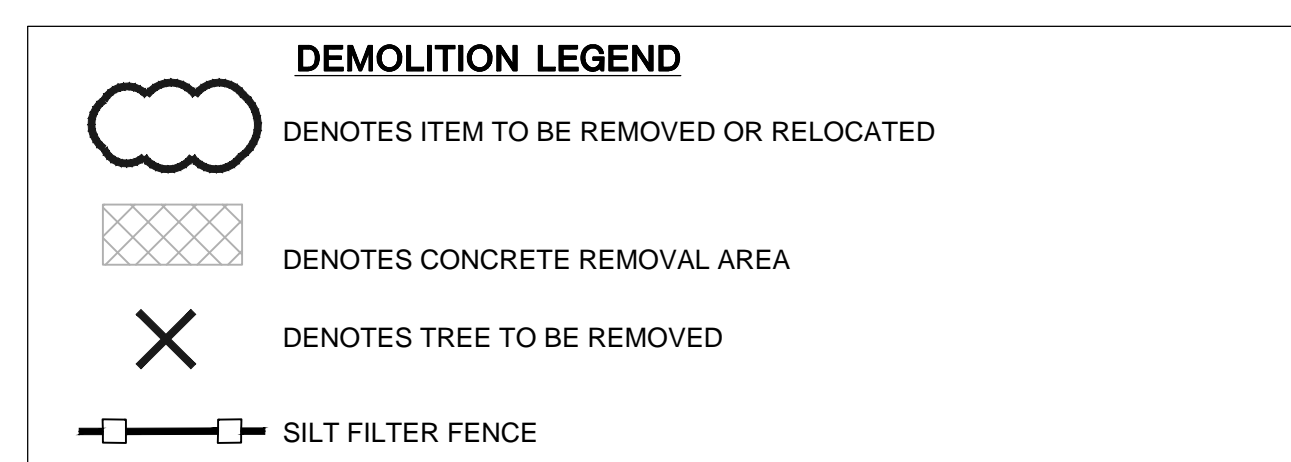 DEMOLITION LEGEND
DENOTES ITEM TO BE REMOVED OR RELOCATED
DENOTES CONCRETE REMOVAL AREA
DENOTES TREE TO BE REMOVED
SILT FILTER FENCE